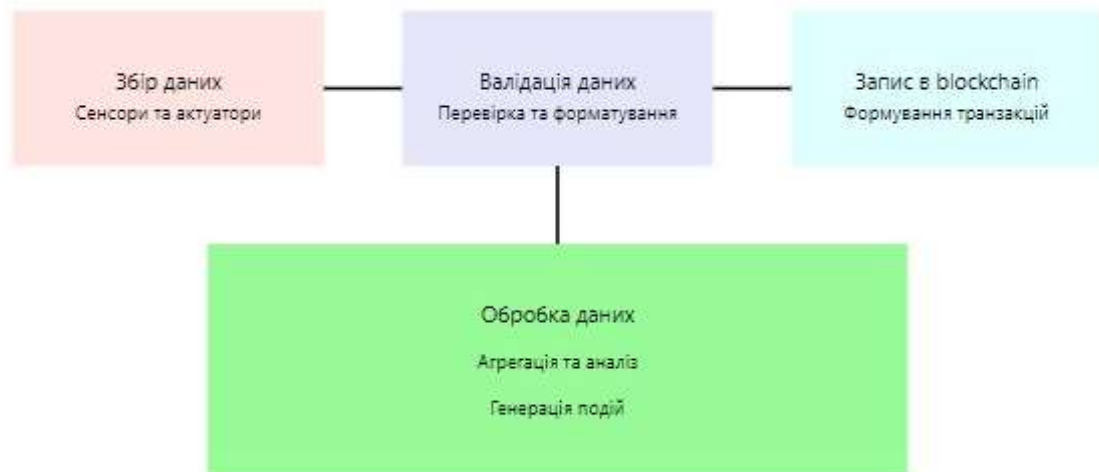 Збір даних
Сенсори та актуатори
Валідація даних
Перевірка та форматування
Запис в blockchain
Формування транзакцій
Обробка даних
Агрегація та аналіз
Генерація подій